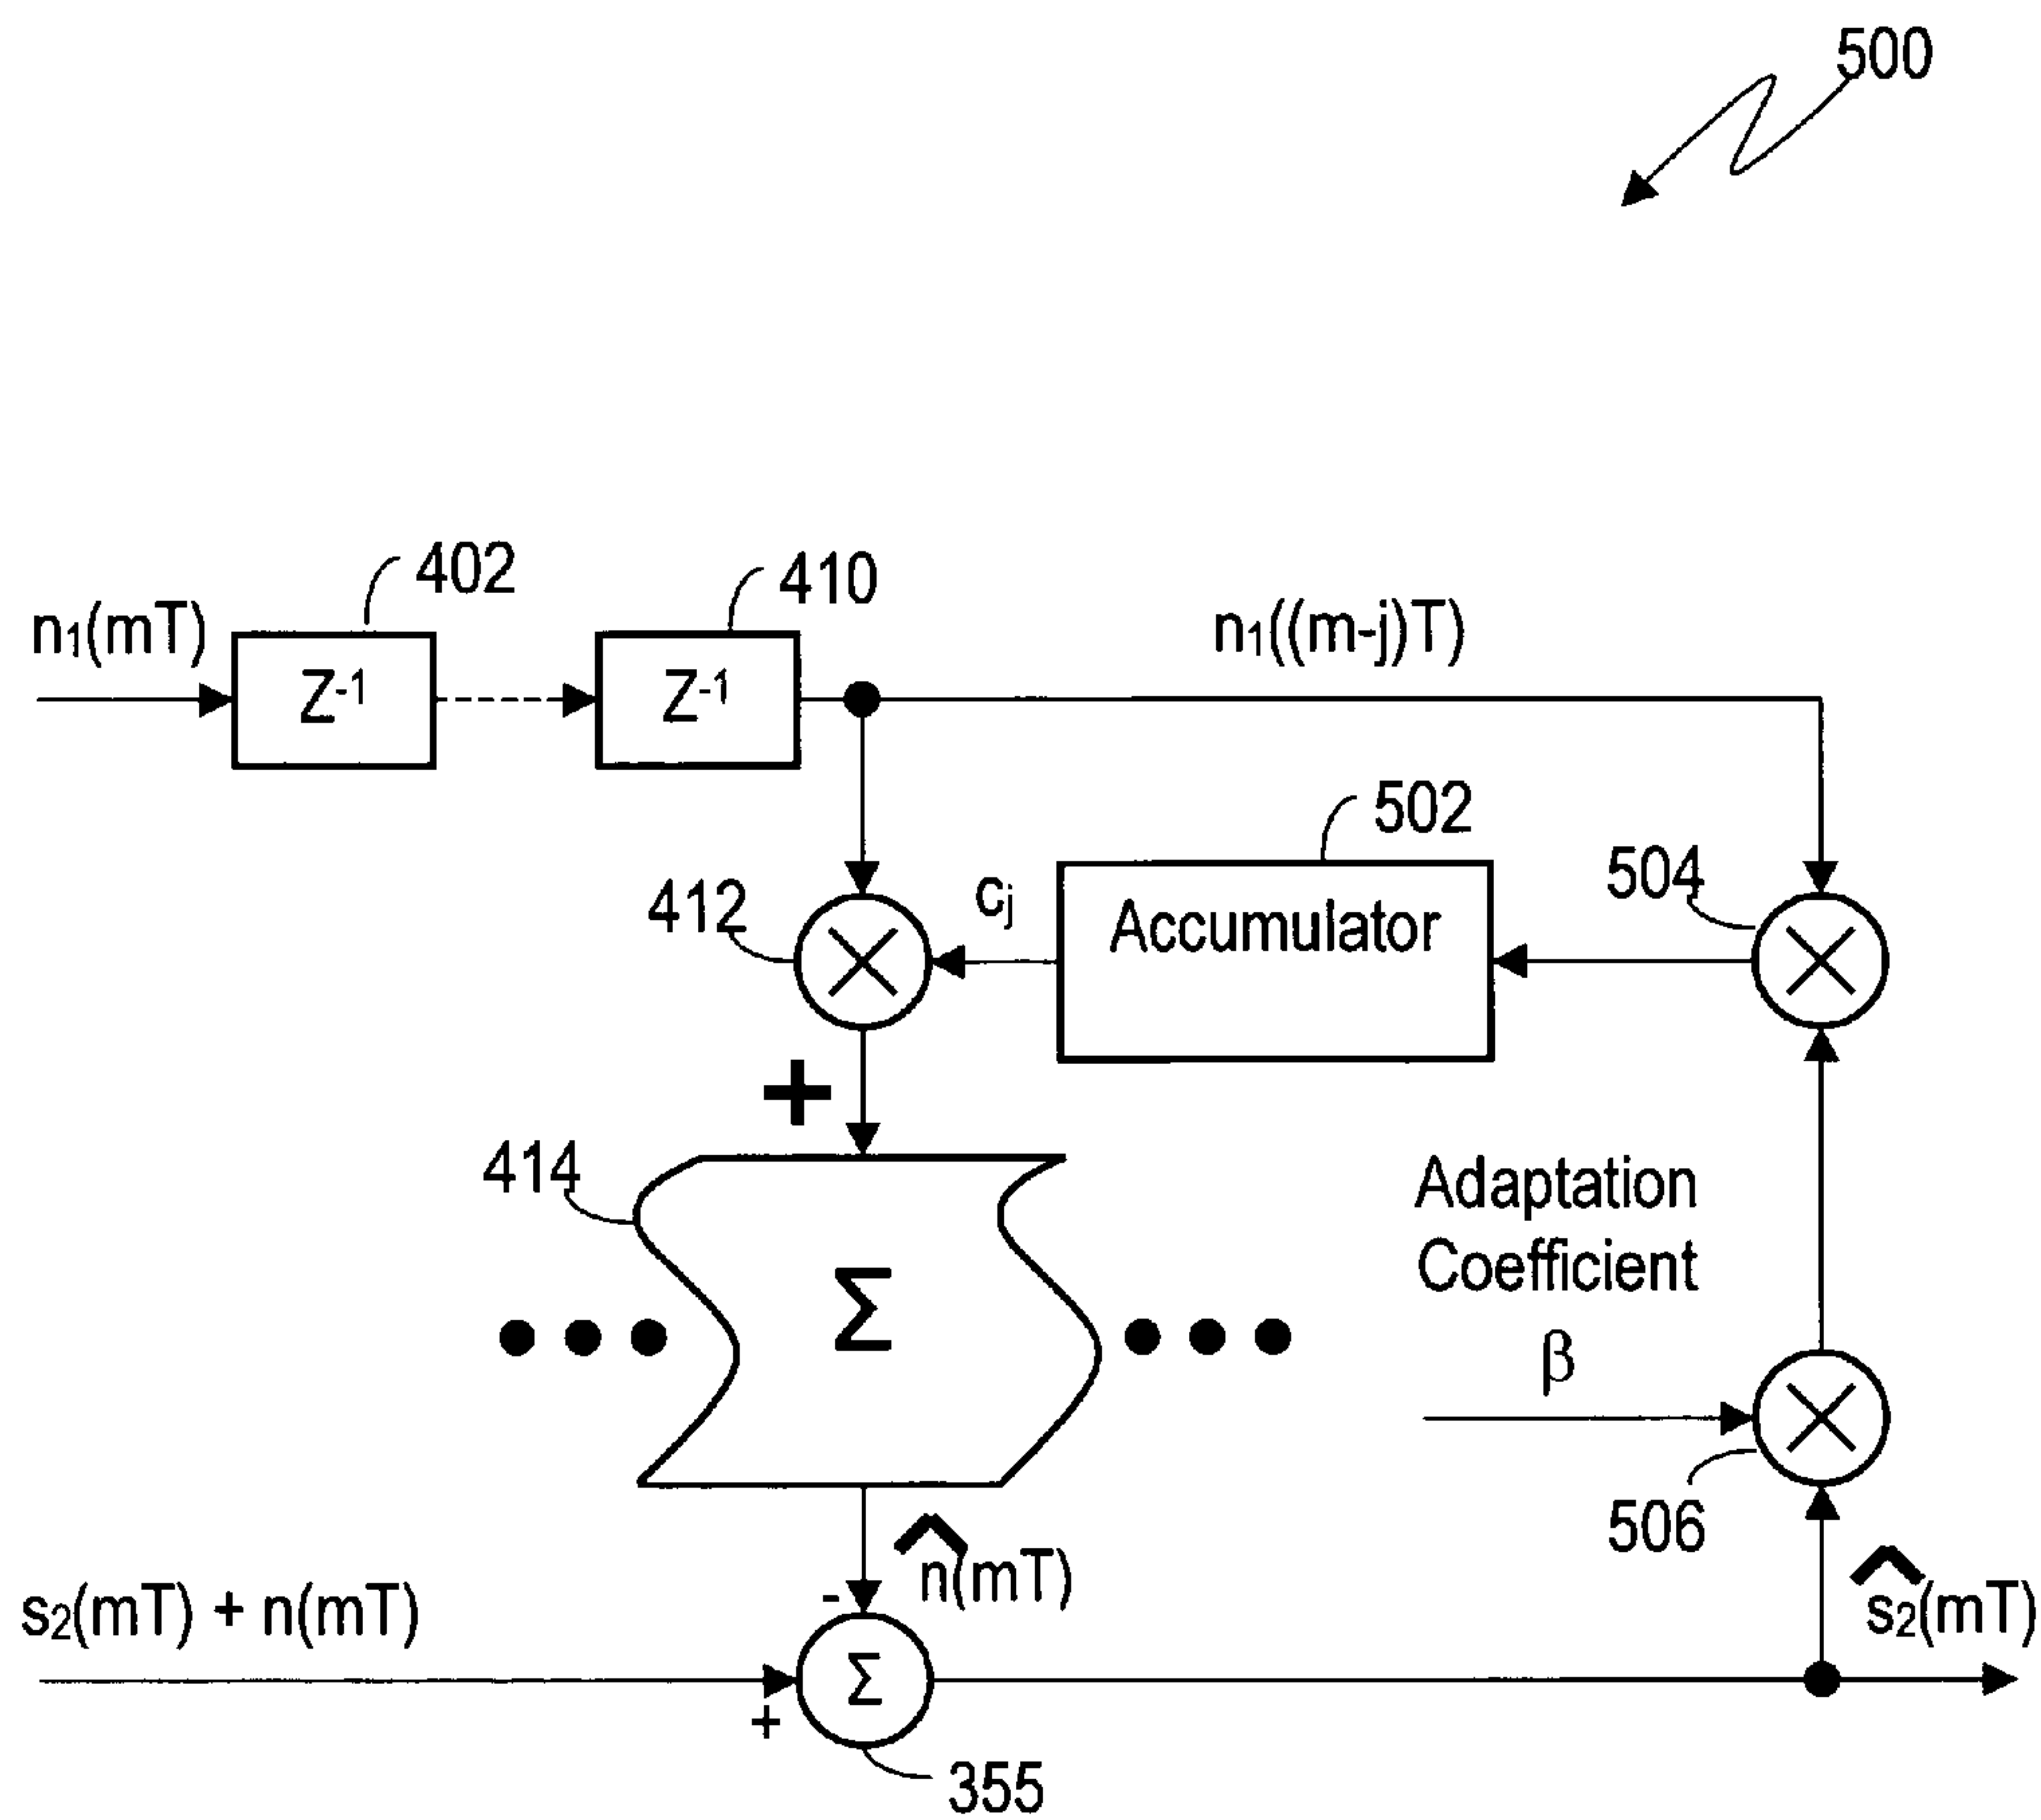 500
402
410
n₁(mT)
n₁((m-j)T)
Z⁻¹
Z⁻¹
502
504
412
cⱼ
Accumulator
+
414
Adaptation
Coefficient
Σ
β
506
n̂(mT)
-
s₂(mT) + n(mT)
ŝ₂(mT)
Σ
+
355